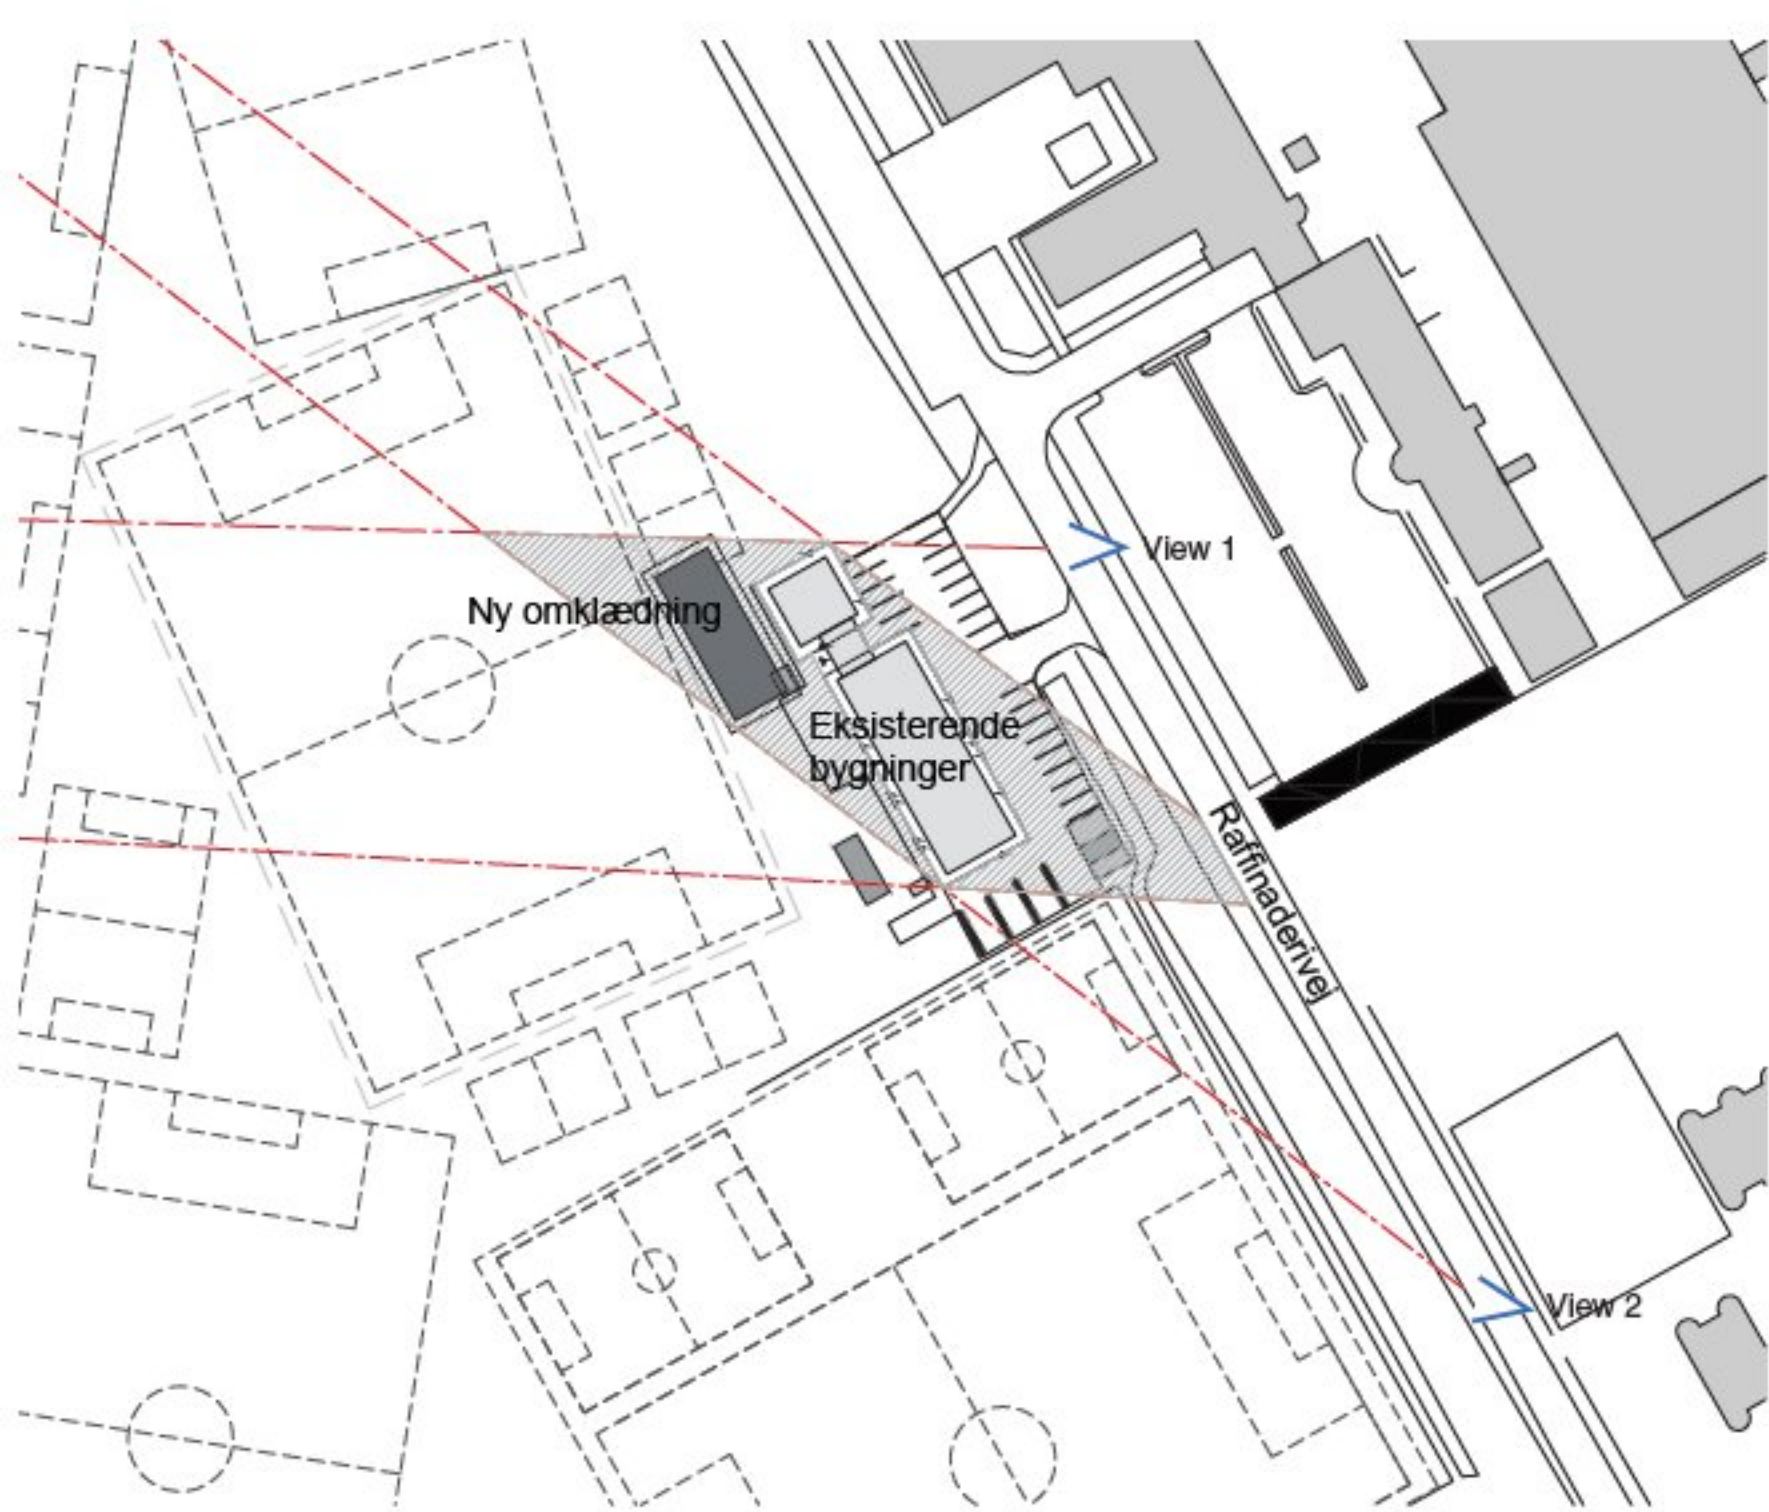 View 1
Ny omklædning
Eksisterende
bygninger
Raffinaderivej
View 2